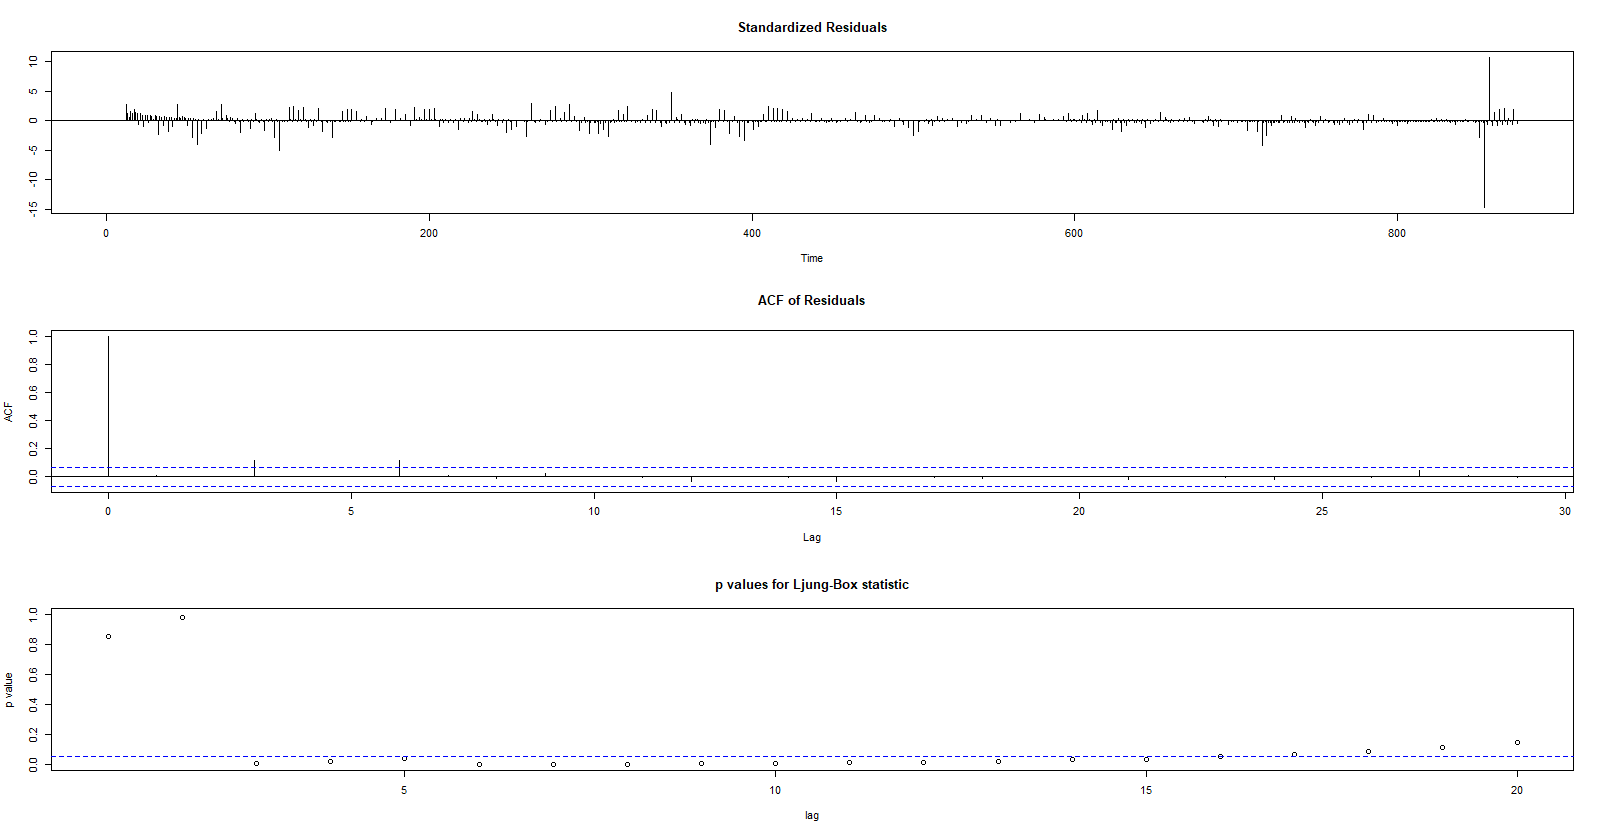 Standardized Residuals
10
5
0
-5
-10
-15
0 200 400 600 800
Time
ACF of Residuals
ACF
1.0
0.8
0.6
0.4
0.2
0.0
0 5 10 15 20 25 30
Lag
p values for Ljung-Box statistic
p value
1.0
0.8
0.6
0.4
0.2
0.0
5 10 15 20
lag